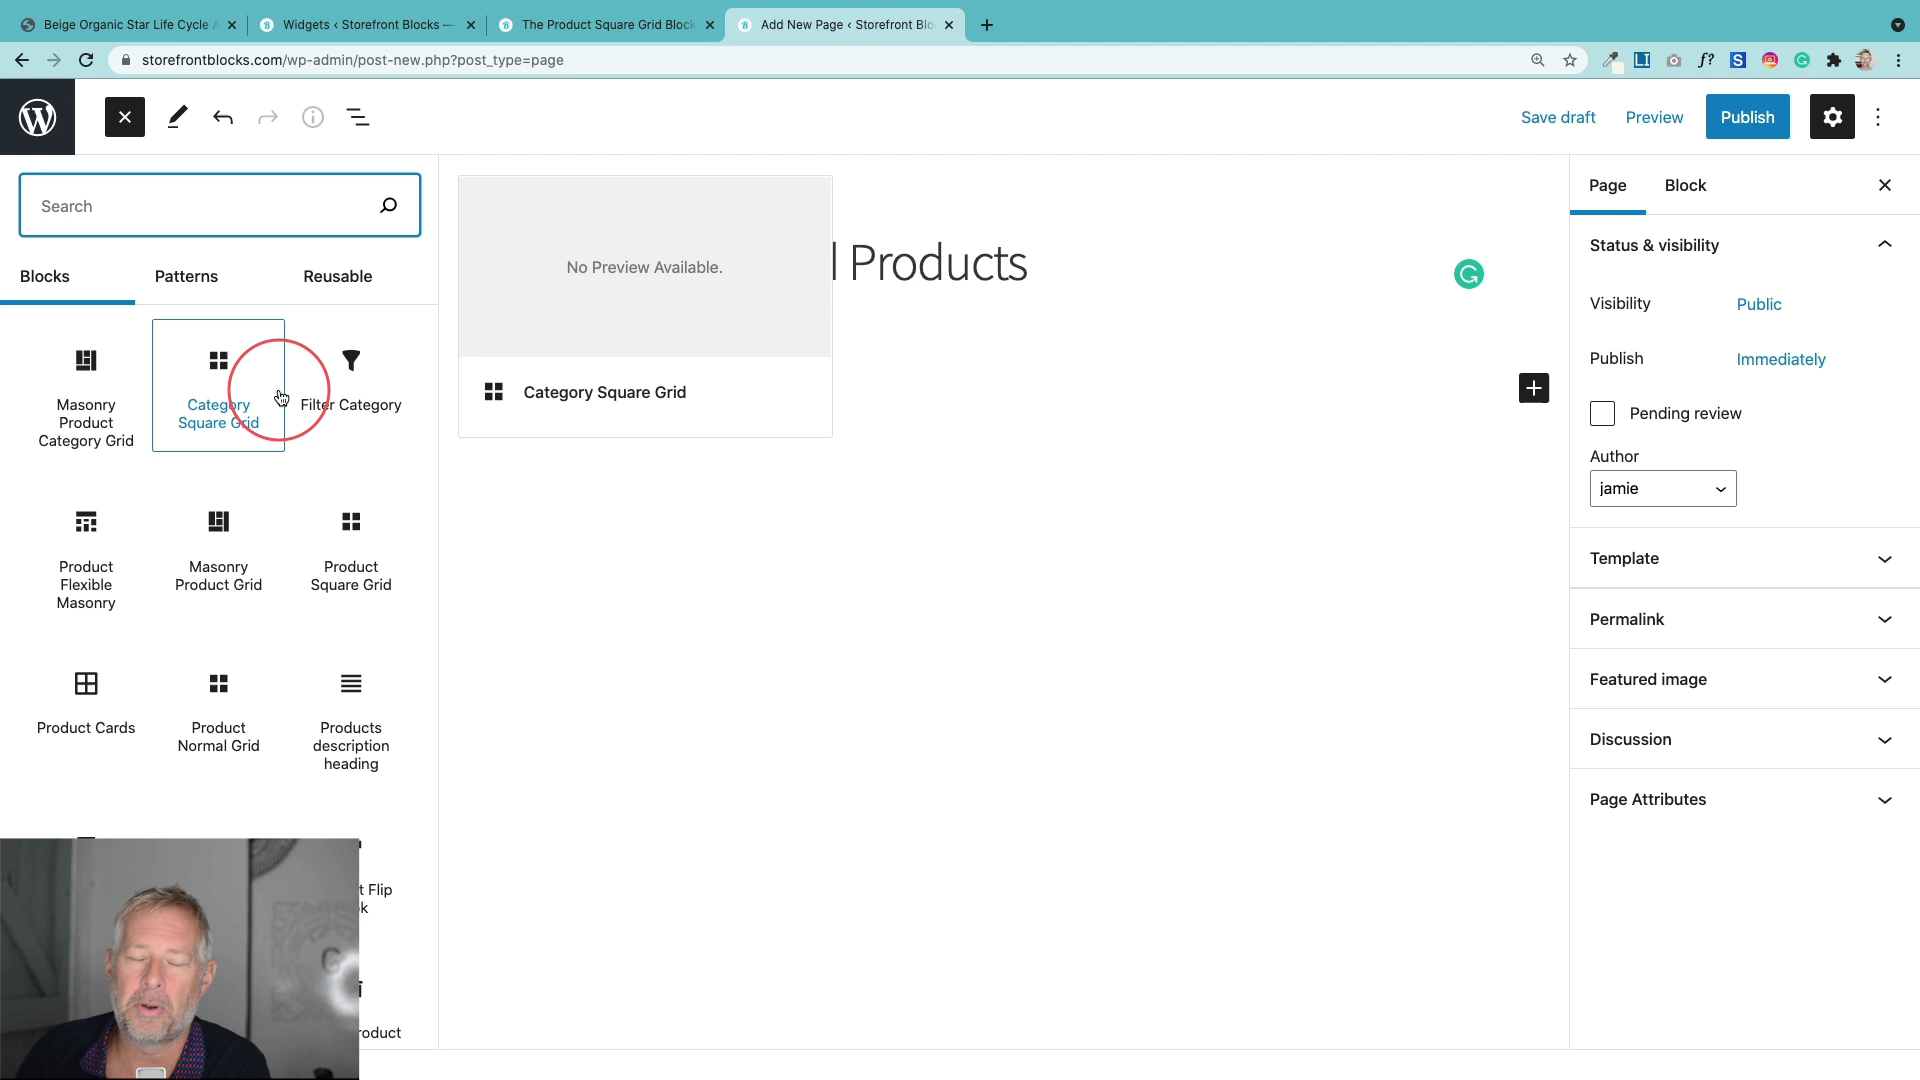 Beige Organic Star Life Cycle
Widgets ‹ Storefront Blocks —
The Product Square Grid Block
Add New Page ‹ Storefront Blo
storefrontblocks.com/wp-admin/post-new.php?post_type=page
Save draft
Preview
Publish
Search
Blocks
Patterns
Reusable
Masonry
Product
Category Grid
Category
Square Grid
Filter Category
Product
Flexible
Masonry
Masonry
Product Grid
Product
Square Grid
Product Cards
Product
Normal Grid
Products
description
heading
t Flip
k
roduct
No Preview Available.
Category Square Grid
Products
Page
Block
Status & visibility
Visibility
Public
Publish
Immediately
Pending review
Author
jamie
Template
Permalink
Featured image
Discussion
Page Attributes